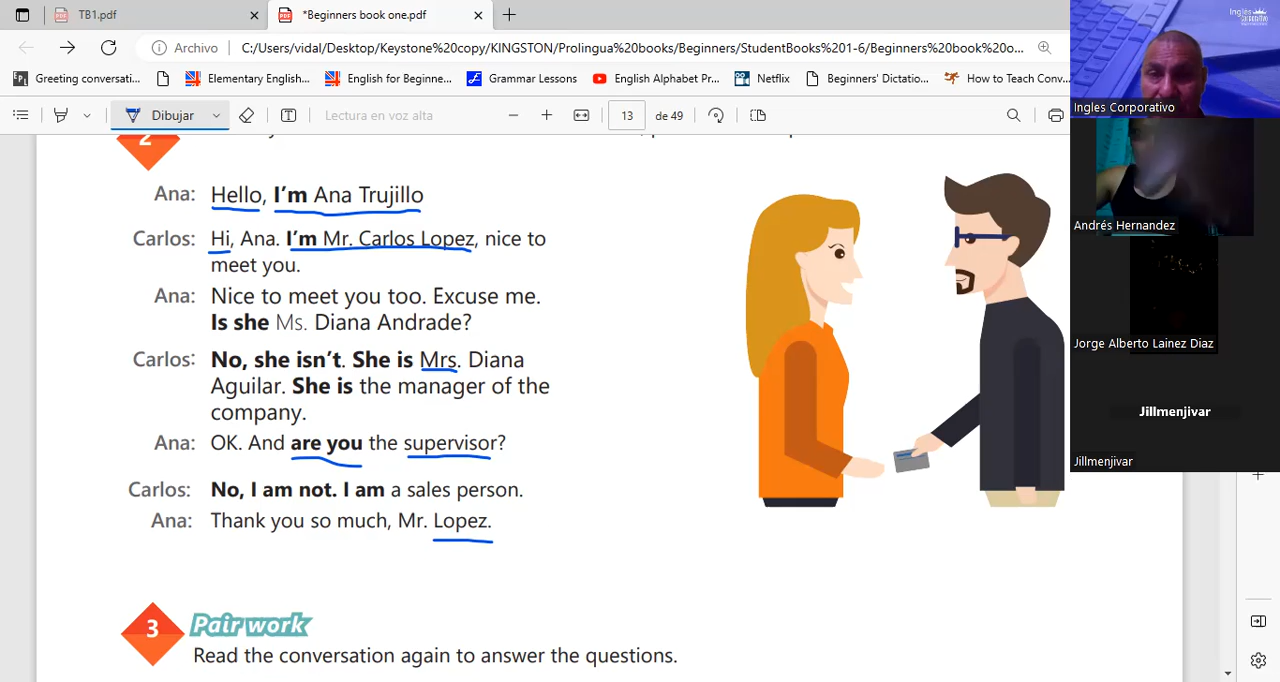 TB1.pdf
*Beginners book one.pdf
Archivo
C:/Users/vidal/Desktop/Keystone%20copy/KINGSTON/Prolingua%20books/Beginners/StudentBooks%201-6/Beginners%20book%20o...
Greeting conversati...
Elementary English...
English for Beginne...
Grammar Lessons
English Alphabet Pr...
Netflix
Beginners' Dictatio...
How to Teach Conv...
Dibujar
Lectura en voz alta
13
de 49
2
Ana: Hello, I'm Ana Trujillo
Carlos: Hi, Ana. I'm Mr. Carlos Lopez, nice to
meet you.
Ana: Nice to meet you too. Excuse me.
Is she Ms. Diana Andrade?
Carlos: No, she isn't. She is Mrs. Diana
Aguilar. She is the manager of the
company.
Ana: OK. And are you the supervisor?
Carlos: No, I am not. I am a sales person.
Ana: Thank you so much, Mr. Lopez.
3 Pair work
Read the conversation again to answer the questions.
Ingles Corporativo
Andrés Hernandez
Jorge Alberto Lainez Diaz
Jillmenjivar
Jillmenjivar